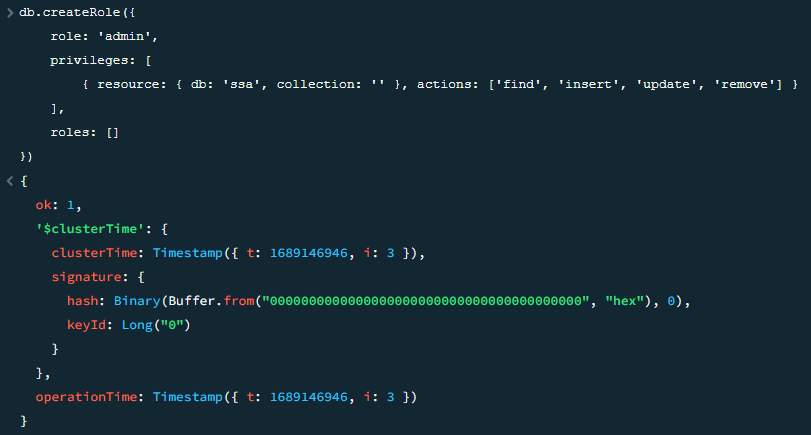 > db.createRole({
role: 'admin',
privileges: [
{ resource: { db: 'ssa', collection: '' }, actions: ['find', 'insert', 'update', 'remove'] }
],
roles: []
})
< {
ok: 1,
'$clusterTime': {
clusterTime: Timestamp({ t: 1689146946, i: 3 }),
signature: {
hash: Binary(Buffer.from("0000000000000000000000000000000000000000", "hex"), 0),
keyId: Long("0")
}
},
operationTime: Timestamp({ t: 1689146946, i: 3 })
}